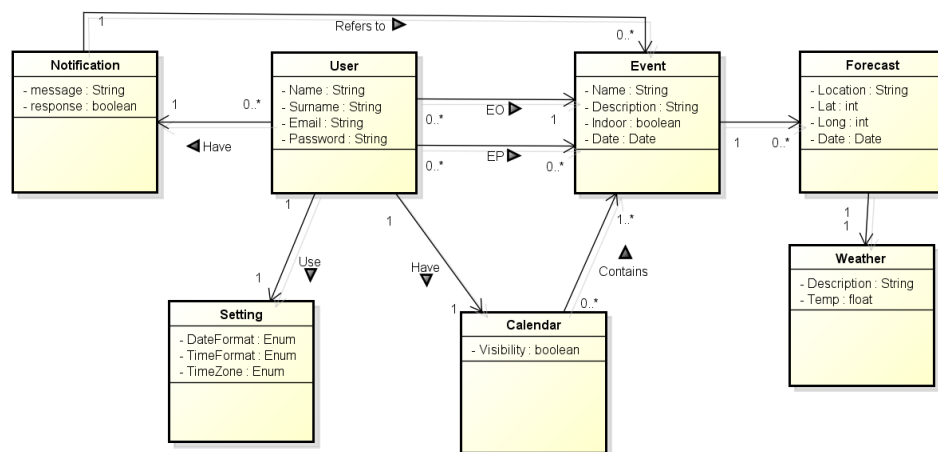 1
Refers to
0..*
Notification
- message : String
- response : boolean
User
- Name : String
- Surname : String
- Email : String
- Password : String
Event
- Name : String
- Description : String
- Indoor : boolean
- Date : Date
Forecast
- Location : String
- Lat : int
- Long : int
- Date : Date
1
0..*
Have
0..*
EO
1
0..*
EP
0..*
1
0..*
1
Use
1
1
Have
1
1..*
Contains
0..*
1
1
Setting
- DateFormat : Enum
- TimeFormat : Enum
- TimeZone : Enum
Calendar
- Visibility : boolean
Weather
- Description : String
- Temp : float